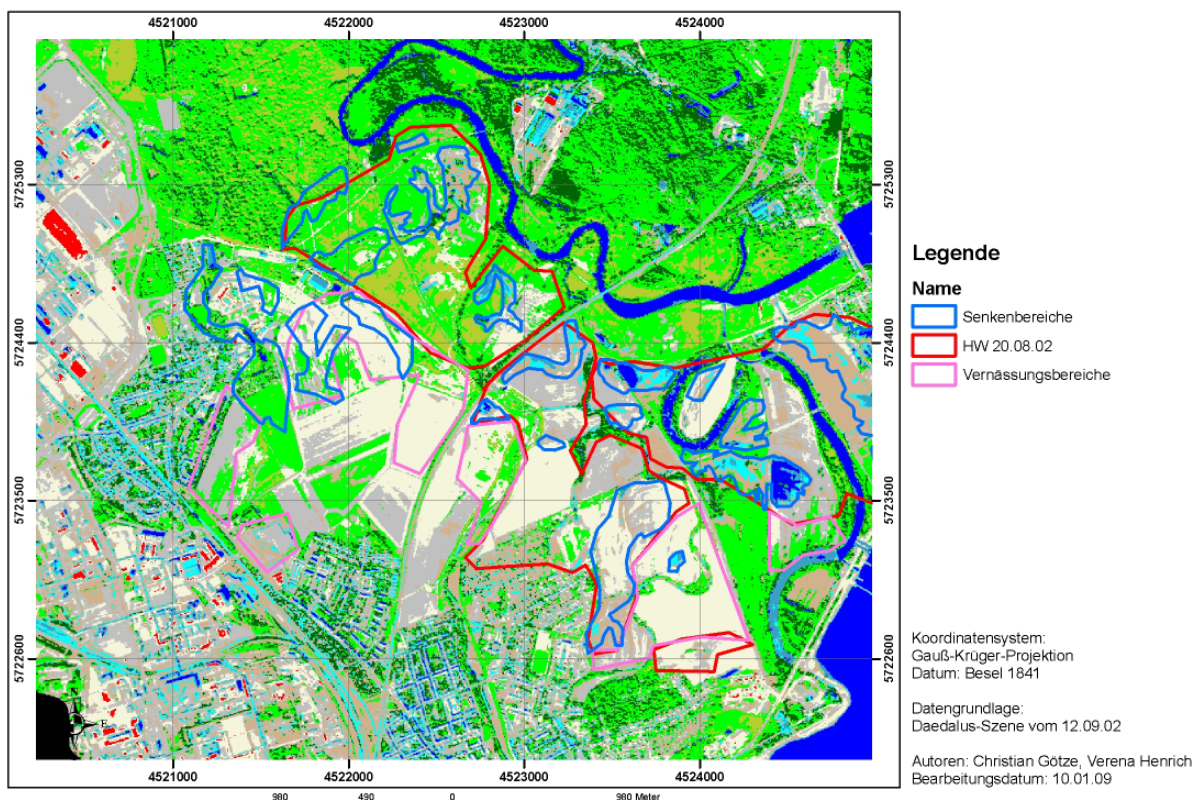 4521000 4522000 4523000 4524000
5725300 5725300
5724400 5724400
5723500 5723500
5722600 5722600
N
E
4521000 4522000 4523000 4524000
980 490 0 980 Meter
Legende
Name
Senkenbereiche
HW 20.08.02
Vernässungsbereiche
Koordinatensystem:
Gauß-Krüger-Projektion
Datum: Besel 1841
Datengrundlage:
Daedalus-Szene vom 12.09.02
Autoren: Christian Götze, Verena Henrich
Bearbeitungsdatum: 10.01.09